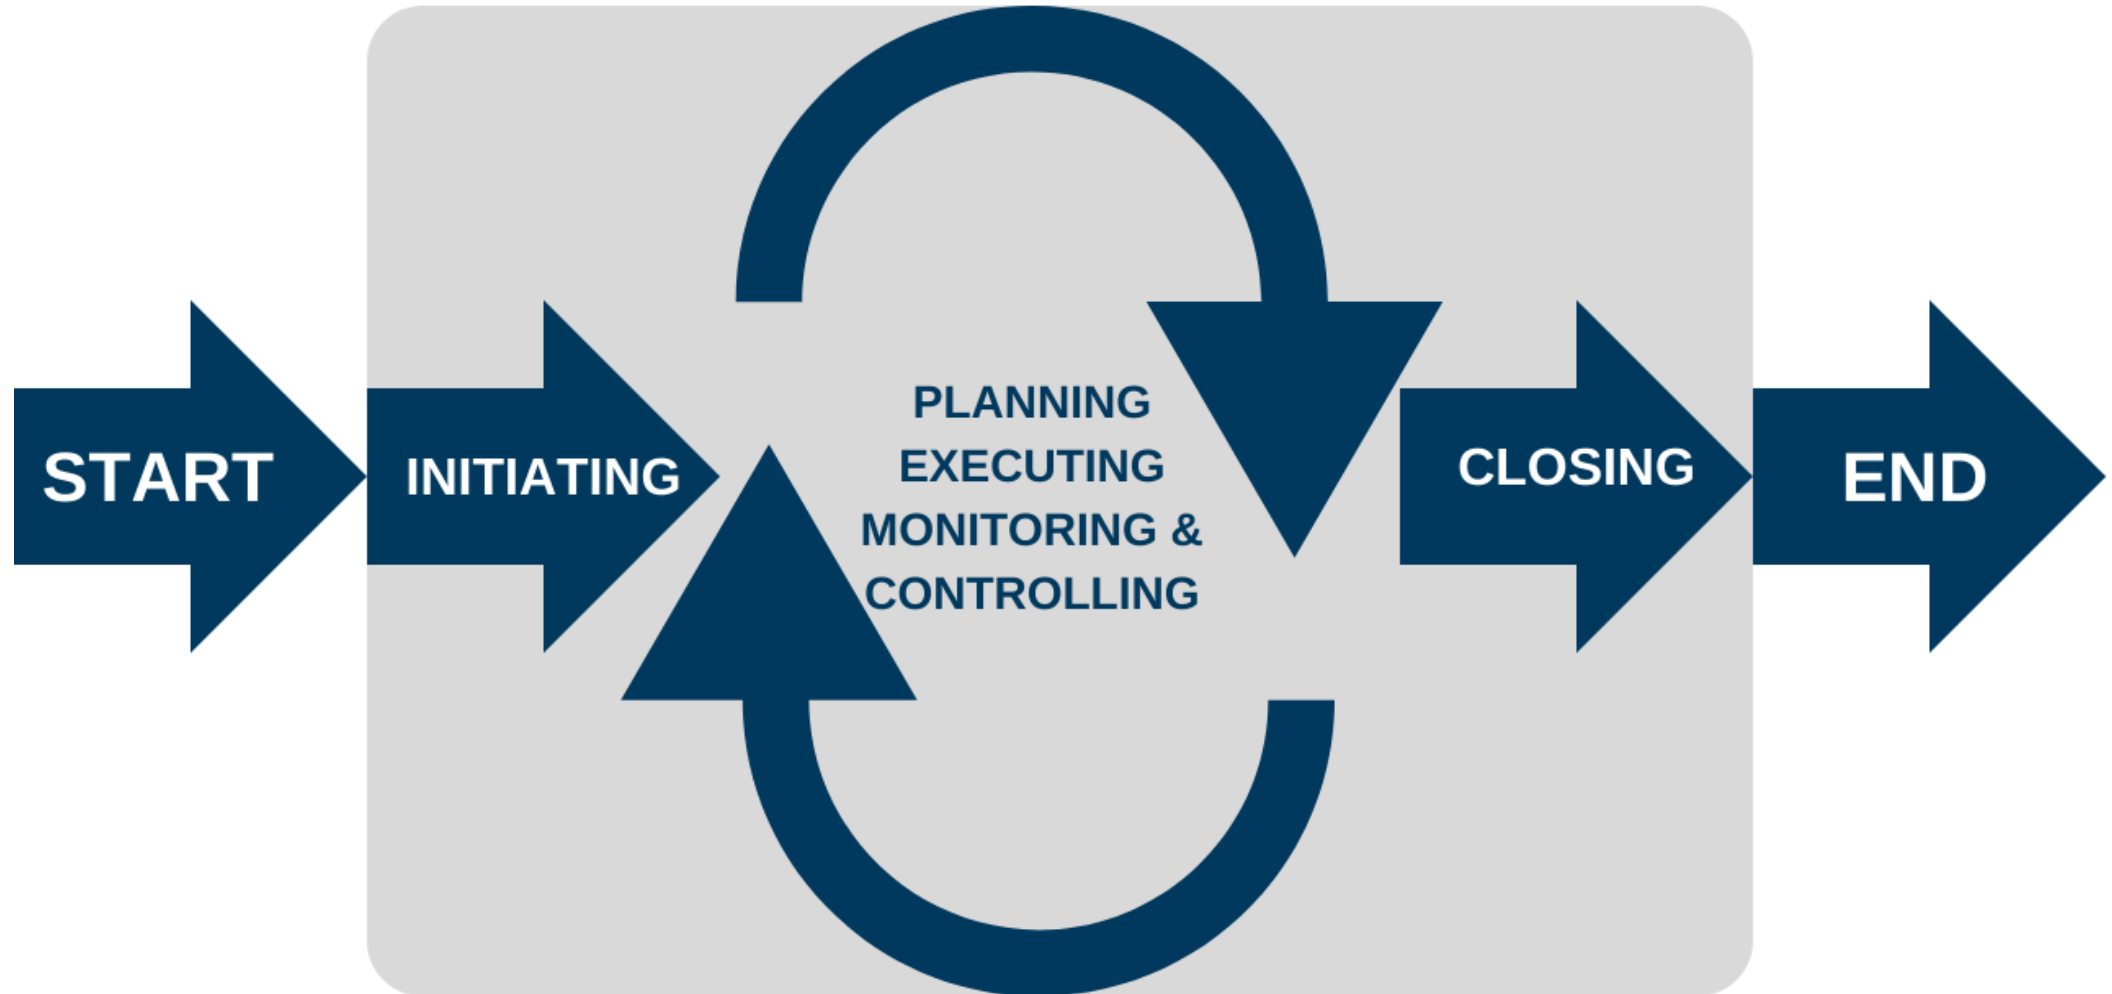 START
INITIATING
PLANNING
EXECUTING
MONITORING &
CONTROLLING
CLOSING
END